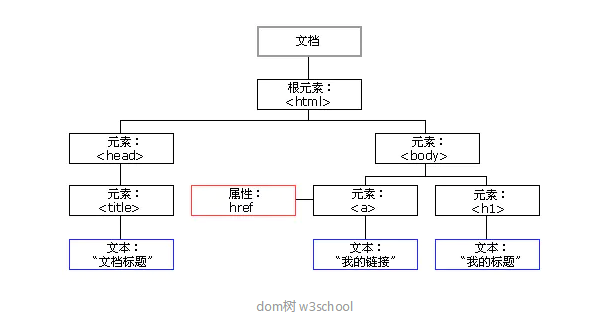 文档
根元素：
<html>
元素：
<head>
元素：
<body>
元素：
<title>
属性：
href
元素：
<a>
元素：
<h1>
文本：
“文档标题”
文本：
“我的链接”
文本：
“我的标题”
dom树 w3school